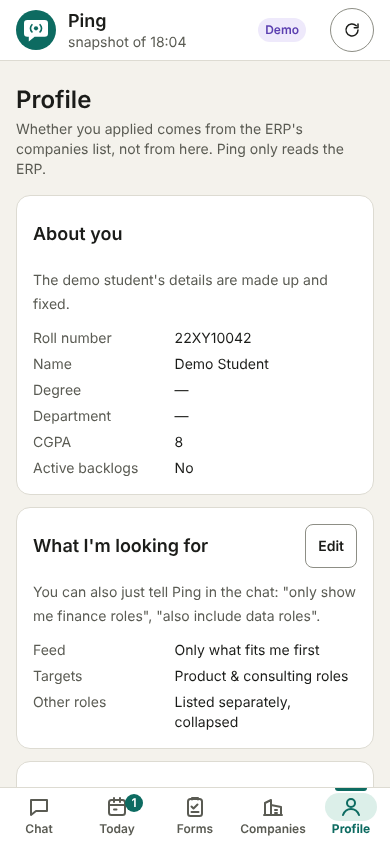 Ping
snapshot of 18:04
Demo
Profile
Whether you applied comes from the ERP's
companies list, not from here. Ping only reads the
ERP.
About you
The demo student's details are made up and
fixed.
Roll number 22XY10042
Name Demo Student
Degree —
Department —
CGPA 8
Active backlogs No
What I'm looking for
Edit
You can also just tell Ping in the chat: "only show
me finance roles", "also include data roles".
Feed Only what fits me first
Targets Product & consulting roles
Other roles Listed separately,
collapsed
1
Chat Today Forms Companies Profile